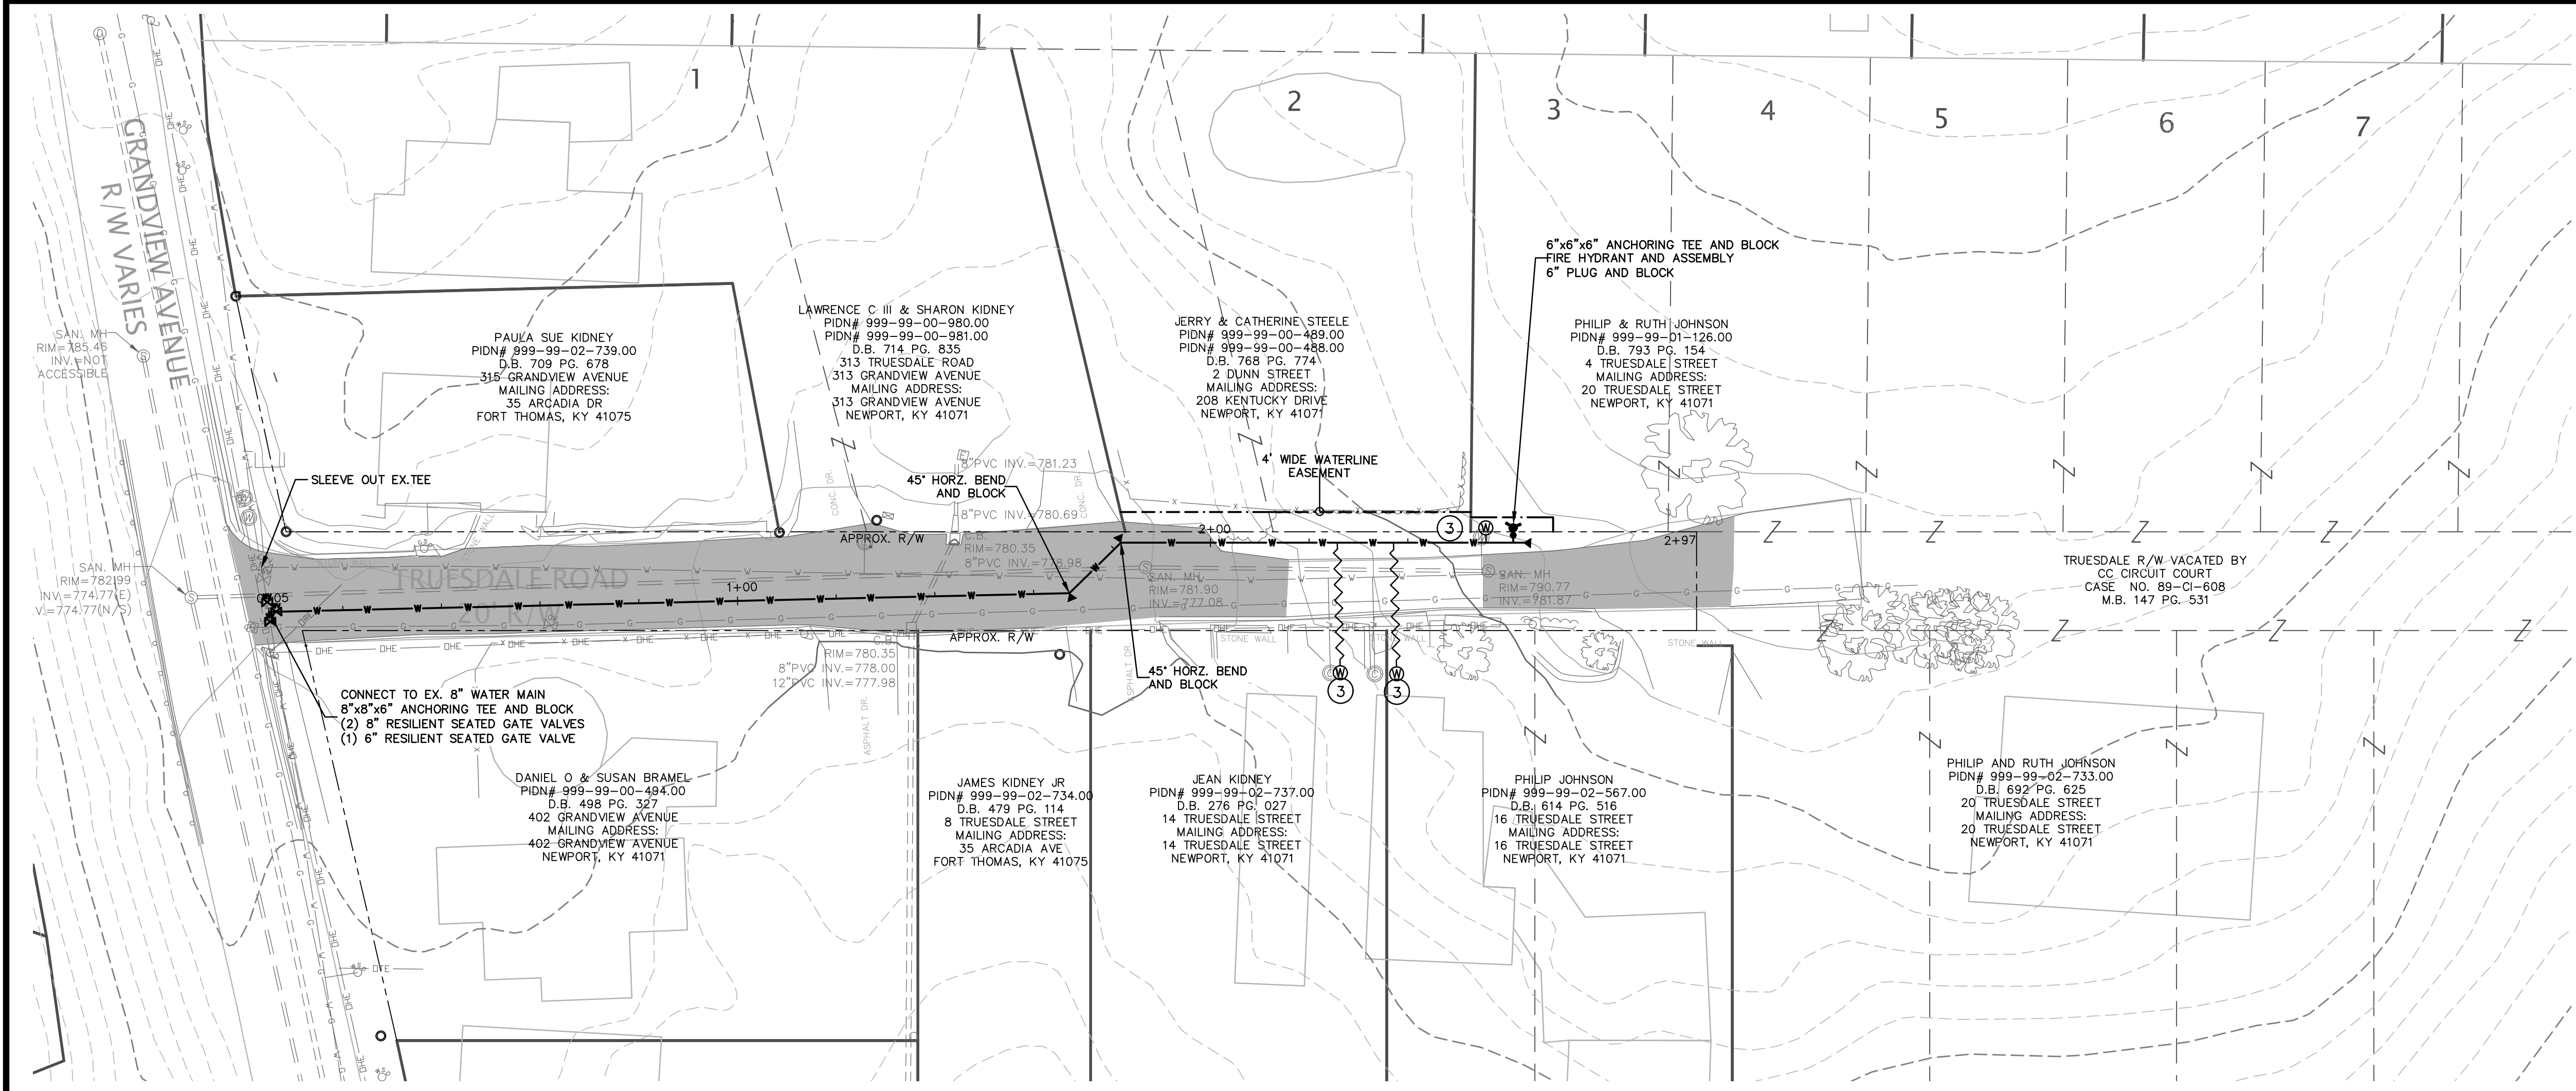 GRANDVIEW AVENUE
R/W VARIES
1
2
3
4
5
6
7
6"x6"x6" ANCHORING TEE AND BLOCK
FIRE HYDRANT AND ASSEMBLY
6" PLUG AND BLOCK
SAN. MH
RIM=785.46
INV.=NOT
ACCESSIBLE
PAULA SUE KIDNEY
PIDN# 999-99-02-739.00
D.B. 709 PG. 678
315 GRANDVIEW AVENUE
MAILING ADDRESS:
35 ARCADIA DR
FORT THOMAS, KY 41075
LAWRENCE C III & SHARON KIDNEY
PIDN# 999-99-00-980.00
PIDN# 999-99-00-981.00
D.B. 714 PG. 835
313 TRUESDALE ROAD
313 GRANDVIEW AVENUE
MAILING ADDRESS:
313 GRANDVIEW AVENUE
NEWPORT, KY 41071
JERRY & CATHERINE STEELE
PIDN# 999-99-00-489.00
PIDN# 999-99-00-488.00
D.B. 768 PG. 774
2 DUNN STREET
MAILING ADDRESS:
208 KENTUCKY DRIVE
NEWPORT, KY 41071
PHILIP & RUTH JOHNSON
PIDN# 999-99-01-126.00
D.B. 793 PG. 154
4 TRUESDALE STREET
MAILING ADDRESS:
20 TRUESDALE STREET
NEWPORT, KY 41071
SLEEVE OUT EX.TEE
8"PVC INV.=781.23
45° HORZ. BEND
AND BLOCK
8"PVC INV.=780.69
CONC. DR.
CONC. DR.
4' WIDE WATERLINE
EASEMENT
APPROX. R/W
C.B.
RIM=780.35
8"PVC INV.=778.98
2+00
3
W
2+97
SAN. MH
RIM=782.99
INV.=774.77(E)
V.=774.77(N/S)
TRUESDALE ROAD
20' R/W
1+00
SAN. MH
RIM=781.90
INV.=777.08
SAN. MH
RIM=790.77
INV.=781.87
TRUESDALE R/W VACATED BY
CC CIRCUIT COURT
CASE NO. 89-CI-608
M.B. 147 PG. 531
APPROX. R/W
STONE WALL
STONE WALL
C.B.
RIM=780.35
8"PVC INV.=778.00
12"PVC INV.=777.98
ASPHALT DR.
45° HORZ. BEND
AND BLOCK
W
W
3
3
CONNECT TO EX. 8" WATER MAIN
8"x8"x6" ANCHORING TEE AND BLOCK
(2) 8" RESILIENT SEATED GATE VALVES
(1) 6" RESILIENT SEATED GATE VALVE
DANIEL O & SUSAN BRAMEL
PIDN# 999-99-00-494.00
D.B. 498 PG. 327
402 GRANDVIEW AVENUE
MAILING ADDRESS:
402 GRANDVIEW AVENUE
NEWPORT, KY 41071
JAMES KIDNEY JR
PIDN# 999-99-02-734.00
D.B. 479 PG. 114
8 TRUESDALE STREET
MAILING ADDRESS:
35 ARCADIA AVE
FORT THOMAS, KY 41075
JEAN KIDNEY
PIDN# 999-99-02-737.00
D.B. 276 PG. 027
14 TRUESDALE STREET
MAILING ADDRESS:
14 TRUESDALE STREET
NEWPORT, KY 41071
PHILIP JOHNSON
PIDN# 999-99-02-567.00
D.B. 614 PG. 516
16 TRUESDALE STREET
MAILING ADDRESS:
16 TRUESDALE STREET
NEWPORT, KY 41071
PHILIP AND RUTH JOHNSON
PIDN# 999-99-02-733.00
D.B. 692 PG. 625
20 TRUESDALE STREET
MAILING ADDRESS:
20 TRUESDALE STREET
NEWPORT, KY 41071